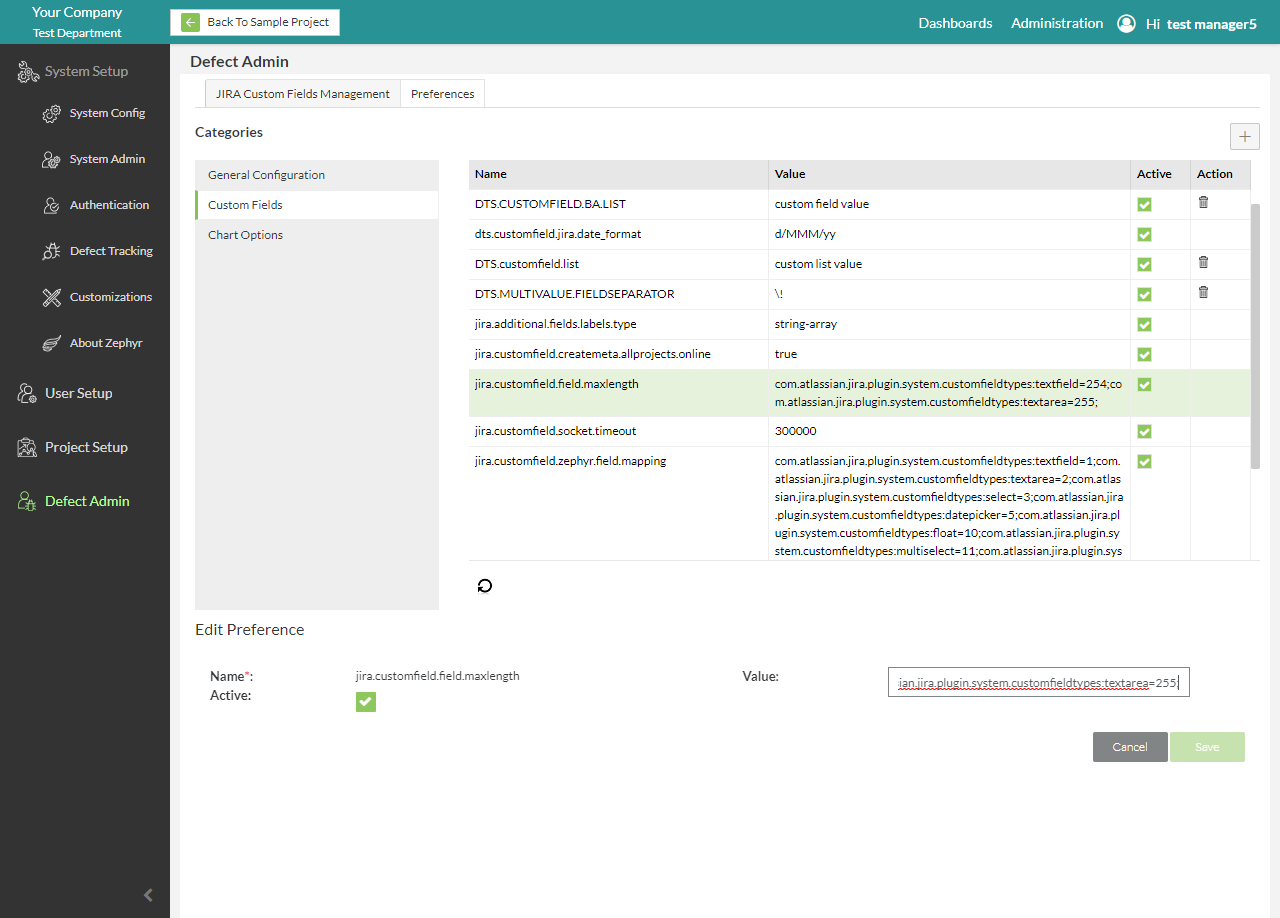 Your Company
Test Department
Back To Sample Project
Dashboards
Administration
Hi test manager5
System Setup
System Config
System Admin
Authentication
Defect Tracking
Customizations
About Zephyr
User Setup
Project Setup
Defect Admin
Defect Admin
JIRA Custom Fields Management
Preferences
Categories
General Configuration
Custom Fields
Chart Options
Name Value Active Action
DTS.CUSTOMFIELD.BA.LIST custom field value
dts.customfield.jira.date_format d/MMM/yy
DTS.customfield.list custom list value
DTS.MULTIVALUE.FIELDSEPARATOR \!
jira.additional.fields.labels.type string-array
jira.customfield.createmeta.allprojects.online true
jira.customfield.field.maxlength com.atlassian.jira.plugin.system.customfieldtypes:textfield=254;co
m.atlassian.jira.plugin.system.customfieldtypes:textarea=255;
jira.customfield.socket.timeout 300000
jira.customfield.zephyr.field.mapping com.atlassian.jira.plugin.system.customfieldtypes:textfield=1;com.
atlassian.jira.plugin.system.customfieldtypes:textarea=2;com.atlas
sian.jira.plugin.system.customfieldtypes:select=3;com.atlassian.jira
.plugin.system.customfieldtypes:datepicker=5;com.atlassian.jira.pl
ugin.system.customfieldtypes:float=10;com.atlassian.jira.plugin.sy
stem.customfieldtypes:multiselect=11;com.atlassian.jira.plugin.sys
Edit Preference
Name*: jira.customfield.field.maxlength
Value: ian.jira.plugin.system.customfieldtypes:textarea=255;
Active:
Cancel
Save